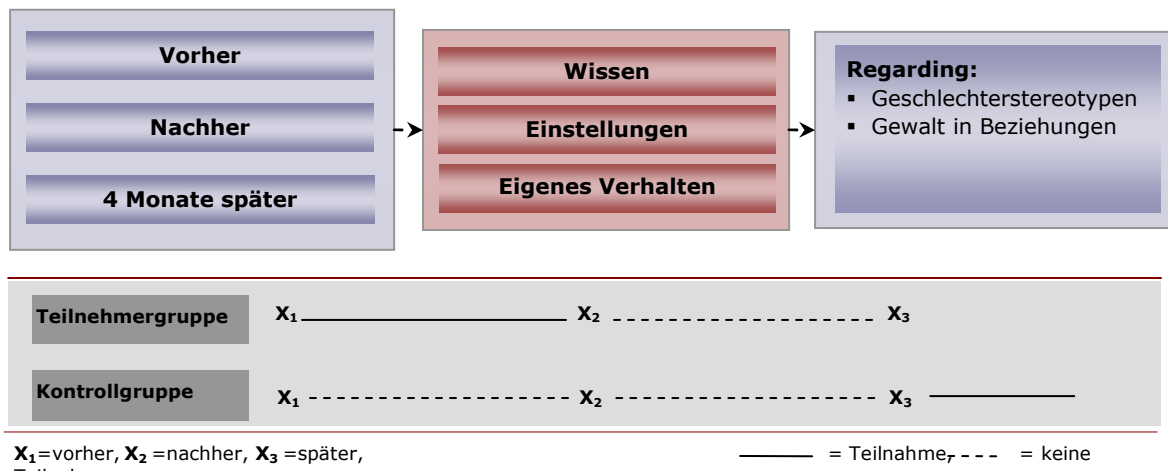 Vorher
Nachher
4 Monate später
Wissen
Einstellungen
Eigenes Verhalten
Regarding:
▪ Geschlechterstereotypen
▪ Gewalt in Beziehungen
Teilnehmergruppe X₁ X₂ X₃
Kontrollgruppe X₁ X₂ X₃
X₁=vorher, X₂ =nachher, X₃ =später, = Teilnahme, - - - = keine